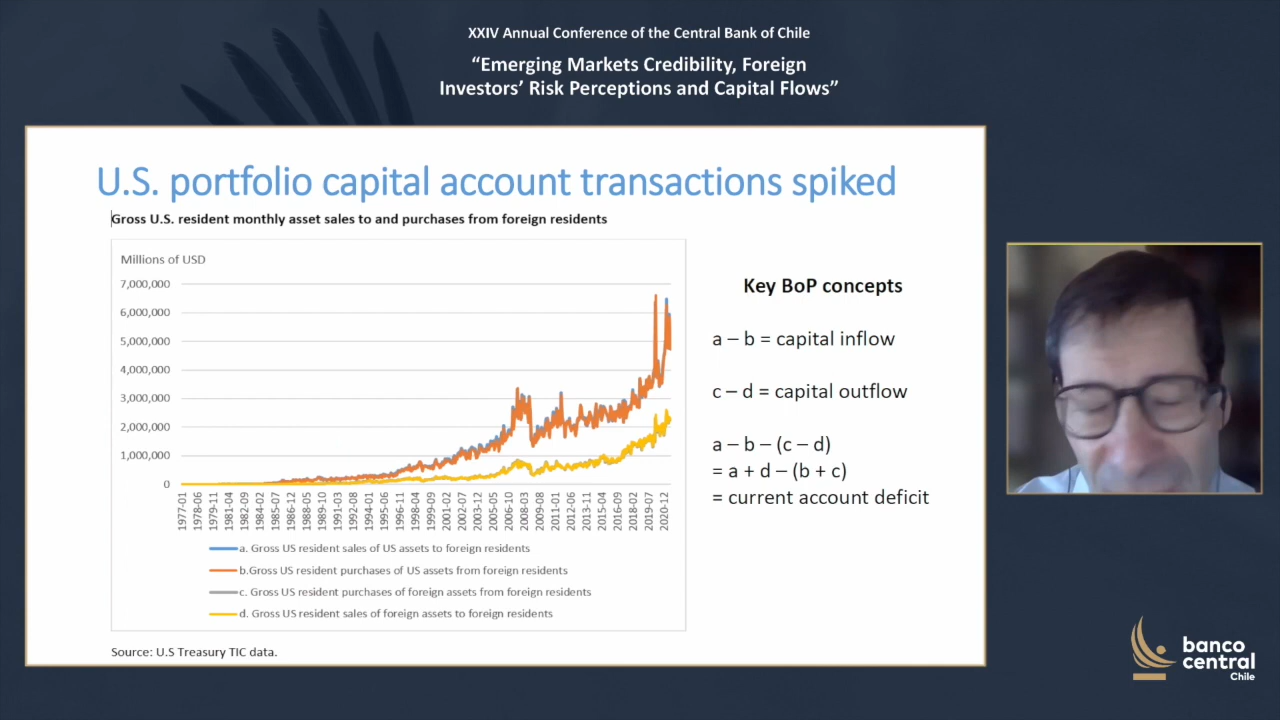 XXIV Annual Conference of the Central Bank of Chile
“Emerging Markets Credibility, Foreign
Investors’ Risk Perceptions and Capital Flows”
U.S. portfolio capital account transactions spiked
Gross U.S. resident monthly asset sales to and purchases from foreign residents
Millions of USD
7,000,000
6,000,000
5,000,000
4,000,000
3,000,000
2,000,000
1,000,000
0
1977-01
1978-06
1979-11
1981-04
1982-09
1984-02
1985-07
1986-12
1988-05
1989-10
1991-03
1992-08
1994-01
1995-06
1996-11
1998-04
1999-09
2001-02
2002-07
2003-12
2005-05
2006-10
2008-03
2009-08
2011-01
2012-06
2013-11
2015-04
2016-09
2018-02
2019-07
2020-12
a. Gross US resident sales of US assets to foreign residents
b.Gross US resident purchases of US assets from foreign residents
c. Gross US resident purchases of foreign assets from foreign residents
d. Gross US resident sales of foreign assets to foreign residents
Source: U.S Treasury TIC data.
Key BoP concepts
a – b = capital inflow
c – d = capital outflow
a – b – (c – d)
= a + d – (b + c)
= current account deficit
banco
central
Chile